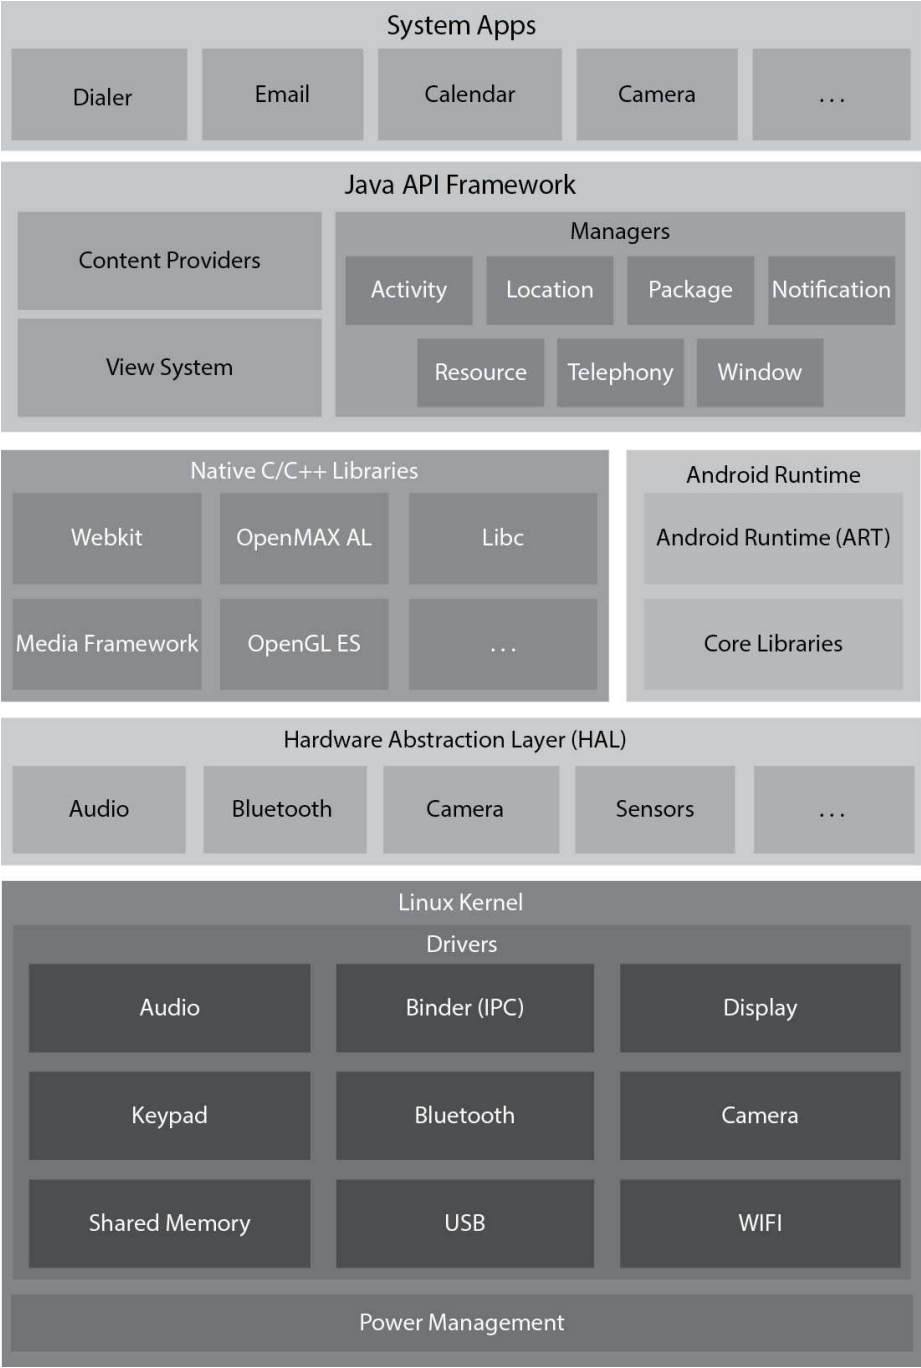 System Apps
Dialer
Email
Calendar
Camera
...
Java API Framework
Content Providers
View System
Managers
Activity
Location
Package
Notification
Resource
Telephony
Window
Native C/C++ Libraries
Webkit
OpenMAX AL
Libc
Media Framework
OpenGL ES
...
Android Runtime
Android Runtime (ART)
Core Libraries
Hardware Abstraction Layer (HAL)
Audio
Bluetooth
Camera
Sensors
...
Linux Kernel
Drivers
Audio
Binder (IPC)
Display
Keypad
Bluetooth
Camera
Shared Memory
USB
WIFI
Power Management